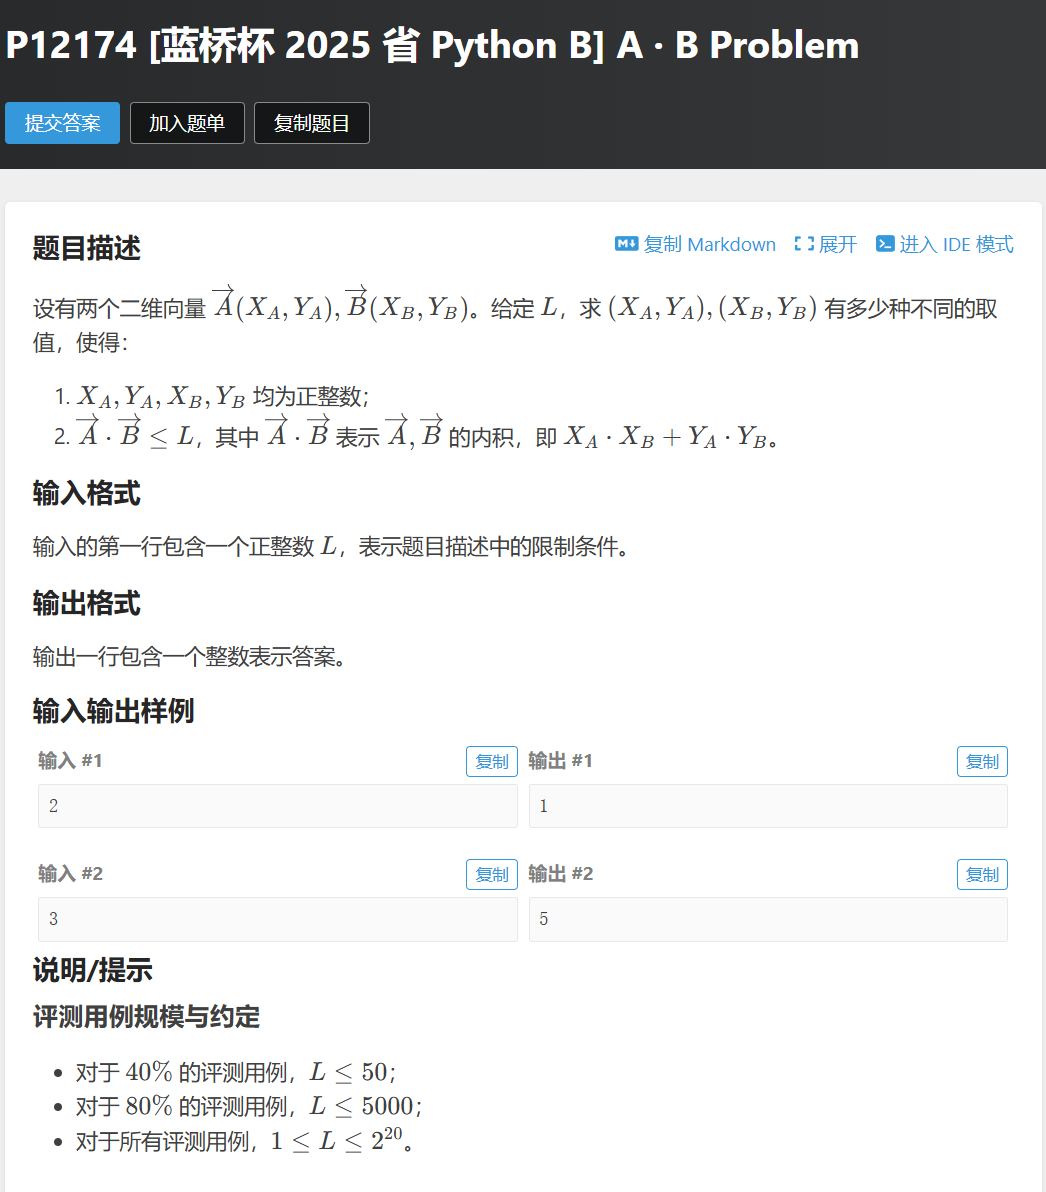 P12174 [蓝桥杯 2025 省 Python B] A · B Problem
提交答案 加入题单 复制题目
题目描述 复制 Markdown 展开 进入 IDE 模式
设有两个二维向量 $\overrightarrow{A}(X_A, Y_A), \overrightarrow{B}(X_B, Y_B)$。给定 $L$，求 $(X_A, Y_A), (X_B, Y_B)$ 有多少种不同的取
值，使得：
1. $X_A, Y_A, X_B, Y_B$ 均为正整数；
2. $\overrightarrow{A} \cdot \overrightarrow{B} \leq L$，其中 $\overrightarrow{A} \cdot \overrightarrow{B}$ 表示 $\overrightarrow{A}, \overrightarrow{B}$ 的内积，即 $X_A \cdot X_B + Y_A \cdot Y_B$。
输入格式
输入的第一行包含一个正整数 $L$，表示题目描述中的限制条件。
输出格式
输出一行包含一个整数表示答案。
输入输出样例
输入 #1 复制 输出 #1 复制
2 1
输入 #2 复制 输出 #2 复制
3 5
说明/提示
评测用例规模与约定
• 对于 $40\%$ 的评测用例，$L \leq 50$；
• 对于 $80\%$ 的评测用例，$L \leq 5000$；
• 对于所有评测用例，$1 \leq L \leq 2^{20}$。